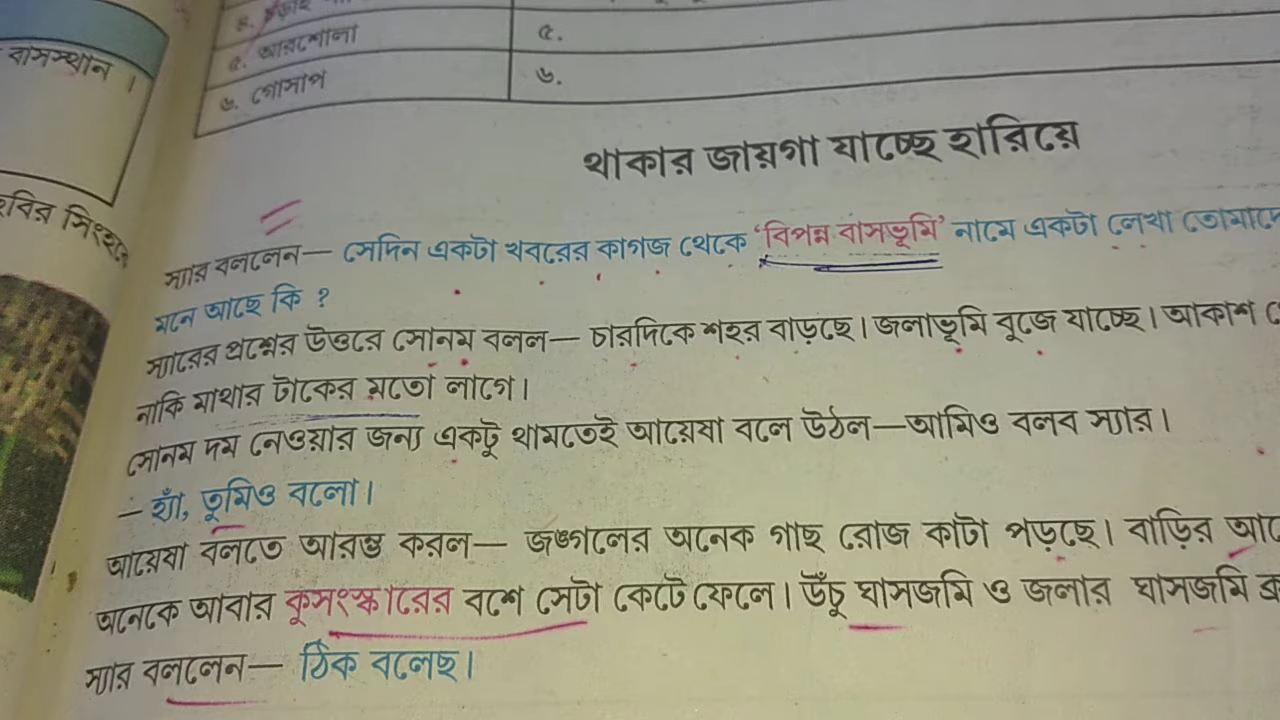 বাসস্থান ।
৫. আরশোলা
৫.
৬. গোসাপ
৬.
থাকার জায়গা যাচ্ছে হারিয়ে
স্যার বললেন— সেদিন একটা খবরের কাগজ থেকে ‘বিপন্ন বাসভূমি’ নামে একটা লেখা
মনে আছে কি ?
স্যারের প্রশ্নের উত্তরে সোনম বলল— চারদিকে শহর বাড়ছে। জলাভূমি বুজে যাচ্ছে। আকাশ
নাকি মাথার টাকের মতো লাগে।
সোনম দম নেওয়ার জন্য একটু থামতেই আয়েষা বলে উঠল—আমিও বলব স্যার।
– হ্যাঁ, তুমিও বলো।
আয়েষা বলতে আরম্ভ করল— জঙ্গলের অনেক গাছ রোজ কাটা পড়ছে। বাড়ির
অনেকে আবার কুসংস্কারের বশে সেটা কেটে ফেলে। উঁচু ঘাসজমি ও জলার ঘাসজমি
স্যার বললেন— ঠিক বলেছ।